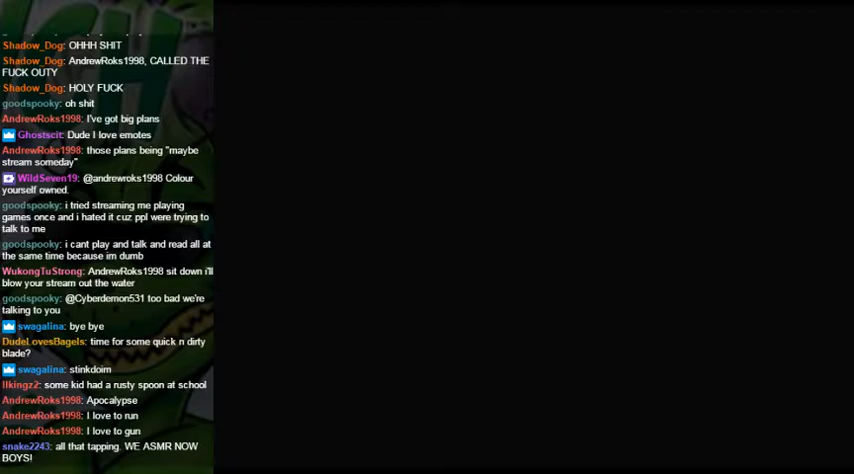 Shadow_Dog: OHHH SHIT
Shadow_Dog: AndrewRoks1998, CALLED THE
FUCK OUTY
Shadow_Dog: HOLY FUCK
goodspooky: oh shit
AndrewRoks1998: I've got big plans
Ghostscit: Dude I love emotes
AndrewRoks1998: those plans being "maybe
stream someday"
WildSeven19: @andrewroks1998 Colour
yourself owned.
goodspooky: i tried streaming me playing
games once and i hated it cuz ppl were trying to
talk to me
goodspooky: i cant play and talk and read all at
the same time because im dumb
WukongTuStrong: AndrewRoks1998 sit down i'll
blow your stream out the water
goodspooky: @Cyberdemon531 too bad we're
talking to you
swagalina: bye bye
DudeLovesBagels: time for some quick n dirty
blade?
swagalina: stinkdoim
llkingz2: some kid had a rusty spoon at school
AndrewRoks1998: Apocalypse
AndrewRoks1998: I love to run
AndrewRoks1998: I love to gun
snake2243: all that tapping. WE ASMR NOW
BOYS!